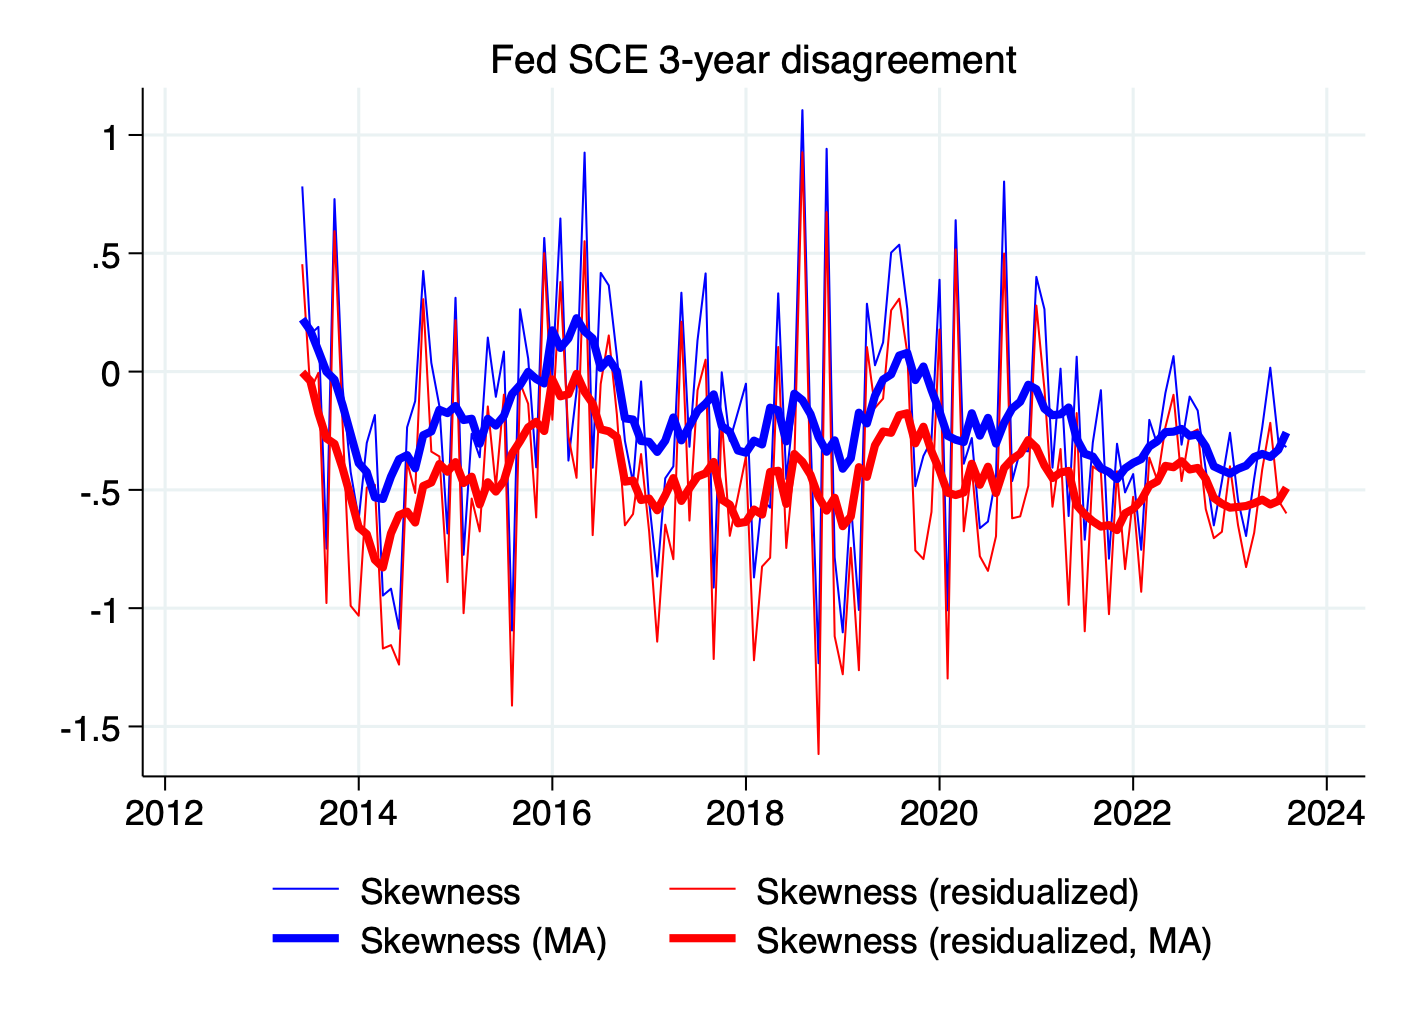 Fed SCE 3-year disagreement
1
.5
0
-.5
-1
-1.5
2012 2014 2016 2018 2020 2022 2024
Skewness Skewness (residualized)
Skewness (MA) Skewness (residualized, MA)